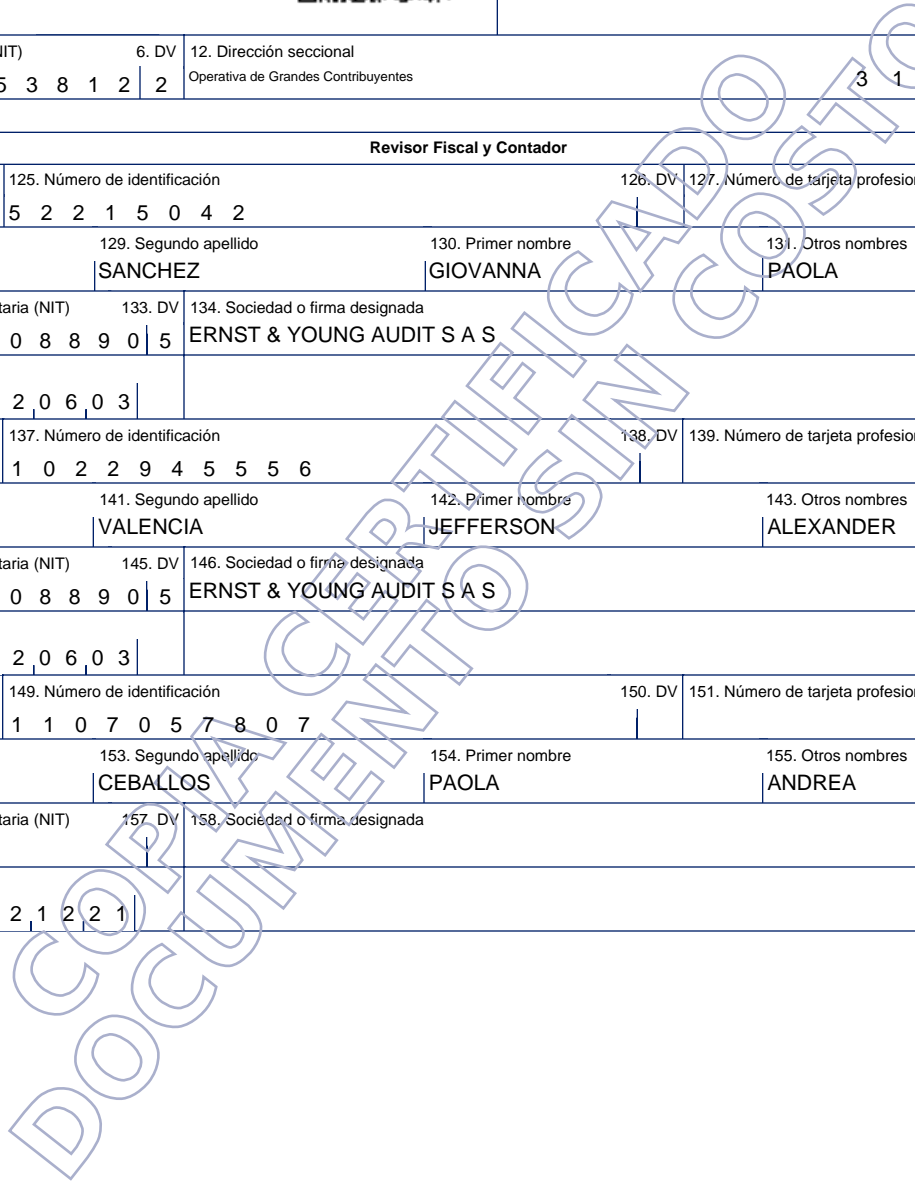 NIT) 6. DV 12. Dirección seccional
5 3 8 1 2 2 Operativa de Grandes Contribuyentes 3 1
Revisor Fiscal y Contador
125. Número de identificación 126. DV 127. Número de tarjeta profesion
5 2 2 1 5 0 4 2
129. Segundo apellido 130. Primer nombre 131. Otros nombres
SANCHEZ GIOVANNA PAOLA
taria (NIT) 133. DV 134. Sociedad o firma designada
0 8 8 9 0 5 ERNST & YOUNG AUDIT S A S
2 0 6 0 3
137. Número de identificación 138. DV 139. Número de tarjeta profesion
1 0 2 2 9 4 5 5 5 6
141. Segundo apellido 142. Primer nombre 143. Otros nombres
VALENCIA JEFFERSON ALEXANDER
taria (NIT) 145. DV 146. Sociedad o firma designada
0 8 8 9 0 5 ERNST & YOUNG AUDIT S A S
2 0 6 0 3
149. Número de identificación 150. DV 151. Número de tarjeta profesion
1 1 0 7 0 5 7 8 0 7
153. Segundo apellido 154. Primer nombre 155. Otros nombres
CEBALLOS PAOLA ANDREA
taria (NIT) 157. DV 158. Sociedad o firma designada
2 1 2 2 1
COPIA CERTIFICADO
DOCUMENTO SIN COSTO